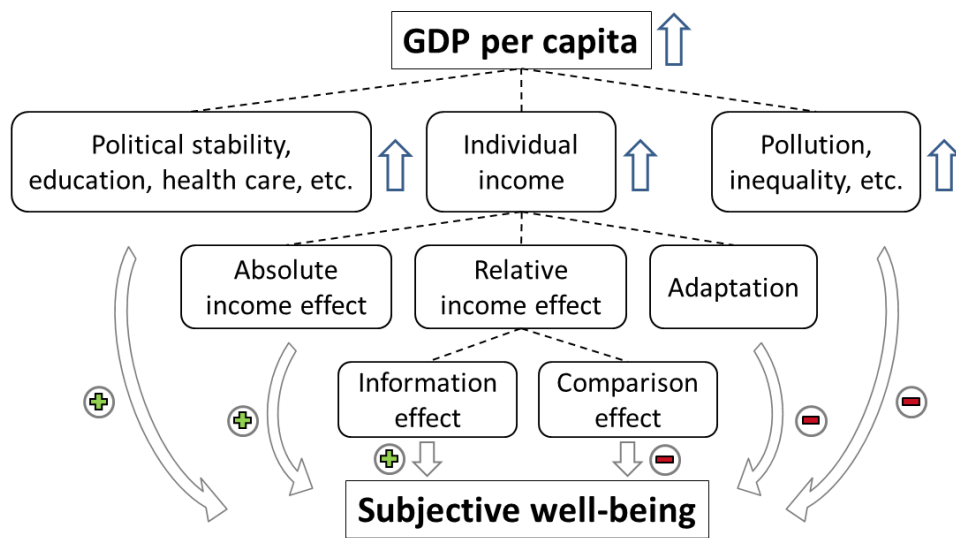 GDP per capita
Political stability,
education, health care, etc.
Individual
income
Pollution,
inequality, etc.
Absolute
income effect
Relative
income effect
Adaptation
Information
effect
Comparison
effect
Subjective well-being